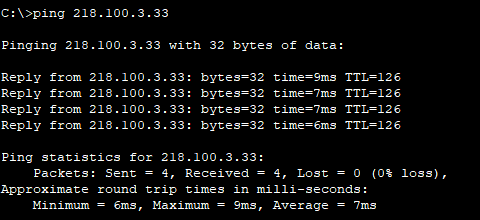 C:\>ping 218.100.3.33
Pinging 218.100.3.33 with 32 bytes of data:
Reply from 218.100.3.33: bytes=32 time=9ms TTL=126
Reply from 218.100.3.33: bytes=32 time=7ms TTL=126
Reply from 218.100.3.33: bytes=32 time=7ms TTL=126
Reply from 218.100.3.33: bytes=32 time=6ms TTL=126
Ping statistics for 218.100.3.33:
    Packets: Sent = 4, Received = 4, Lost = 0 (0% loss),
Approximate round trip times in milli-seconds:
    Minimum = 6ms, Maximum = 9ms, Average = 7ms